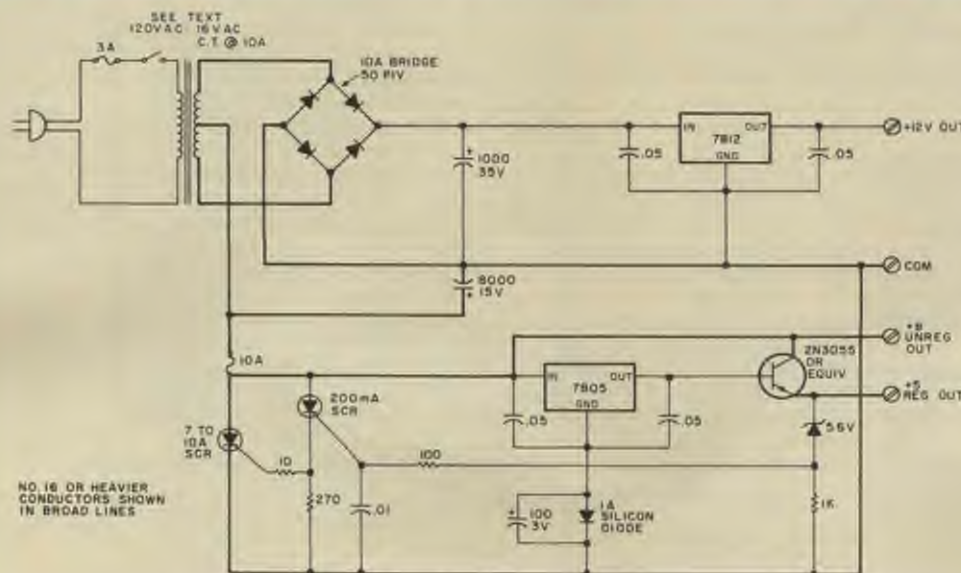 SEE TEXT
120VAC 16VAC
C.T. @ 10A
3A
10A BRIDGE
50 PIV
1000
35V
.05
IN
OUT
7812
GND
.05
+12V OUT
8000
15V
COM
+8
UNREG
OUT
10A
2N3055
OR
EQUIV
+5
REG OUT
200mA
SCR
IN
OUT
7805
GND
.05
.05
5.6V
7 TO
10A
SCR
10
100
270
.01
100
3V
1A
SILICON
DIODE
1K
NO. 16 OR HEAVIER
CONDUCTORS SHOWN
IN BROAD LINES